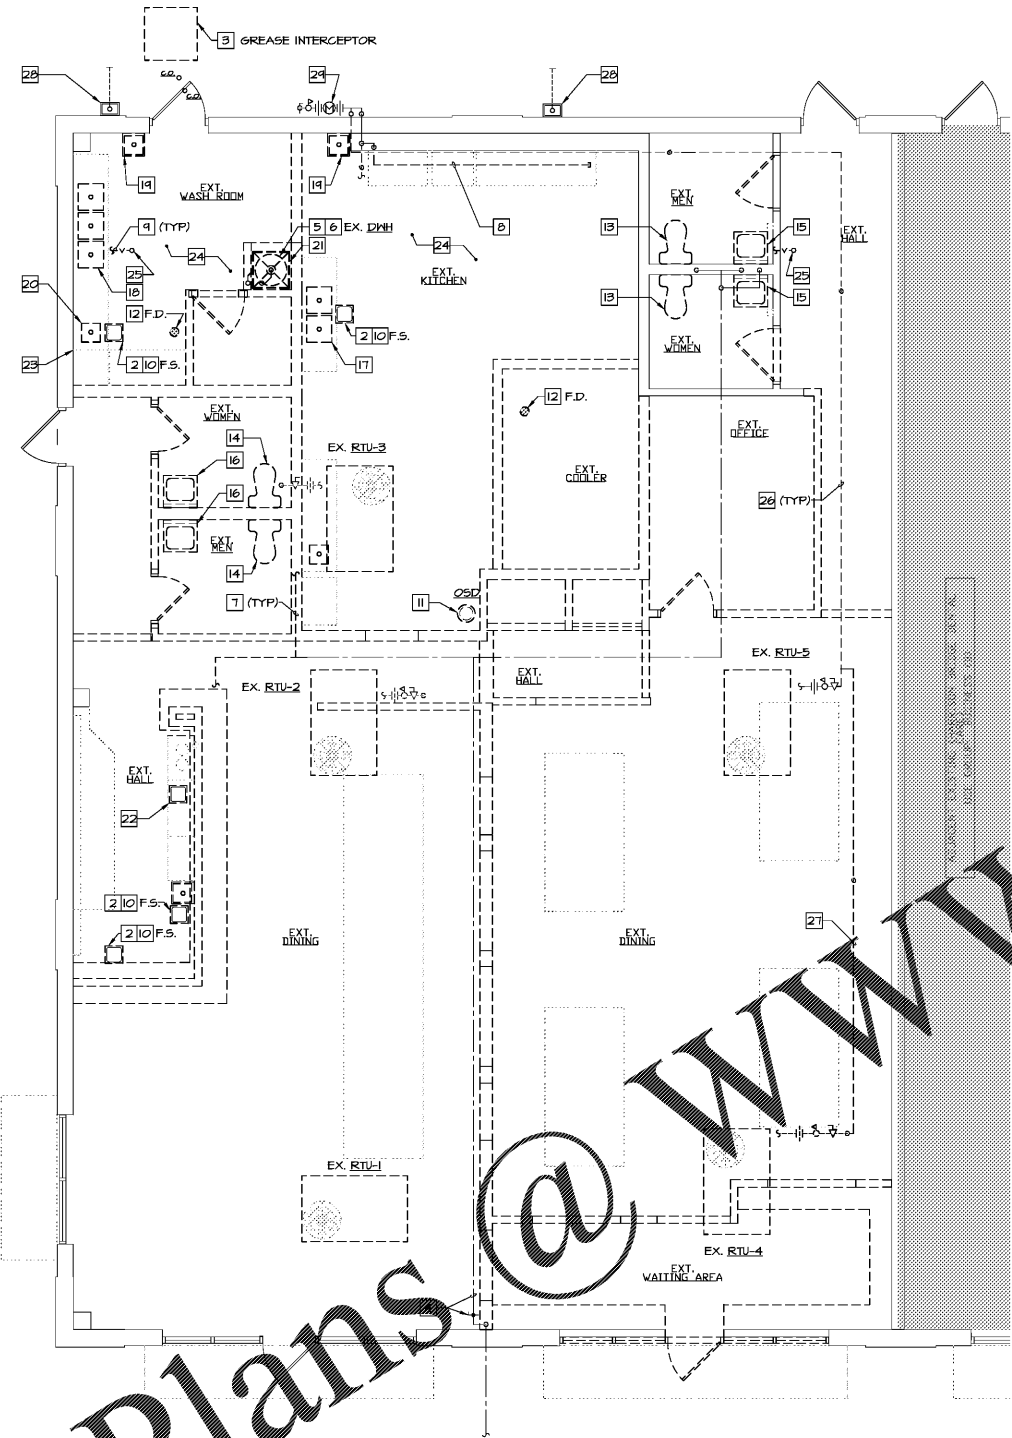 3 GREASE INTERCEPTOR
C.O.
C.O.
28
29
28
19
19
EXT.
WASH ROOM
EXT.
MEN
9 (TYP)
5 6 EX. DWH
21
8
13
15
EXT.
HALL
24
24
EXT.
KITCHEN
25
18
25
20
13
15
12 F.D.
2 10 F.S.
EXT.
WOMEN
23
2 10 F.S.
17
12 F.D.
EXT.
WOMEN
EXT.
OFFICE
14
EX. RTU-3
16
EXT.
COOLER
16
26 (TYP)
EXT.
MEN
14
OSD
7 (TYP)
11
EX. RTU-5
EX. RTU-2
EXT.
HALL
EXT.
HALL
22
2 10 F.S.
27
2 10 F.S.
EXT.
DINING
EXT.
DINING
EX. RTU-1
EX. RTU-4
EXT.
WAITING AREA
4
Plans @ WWW